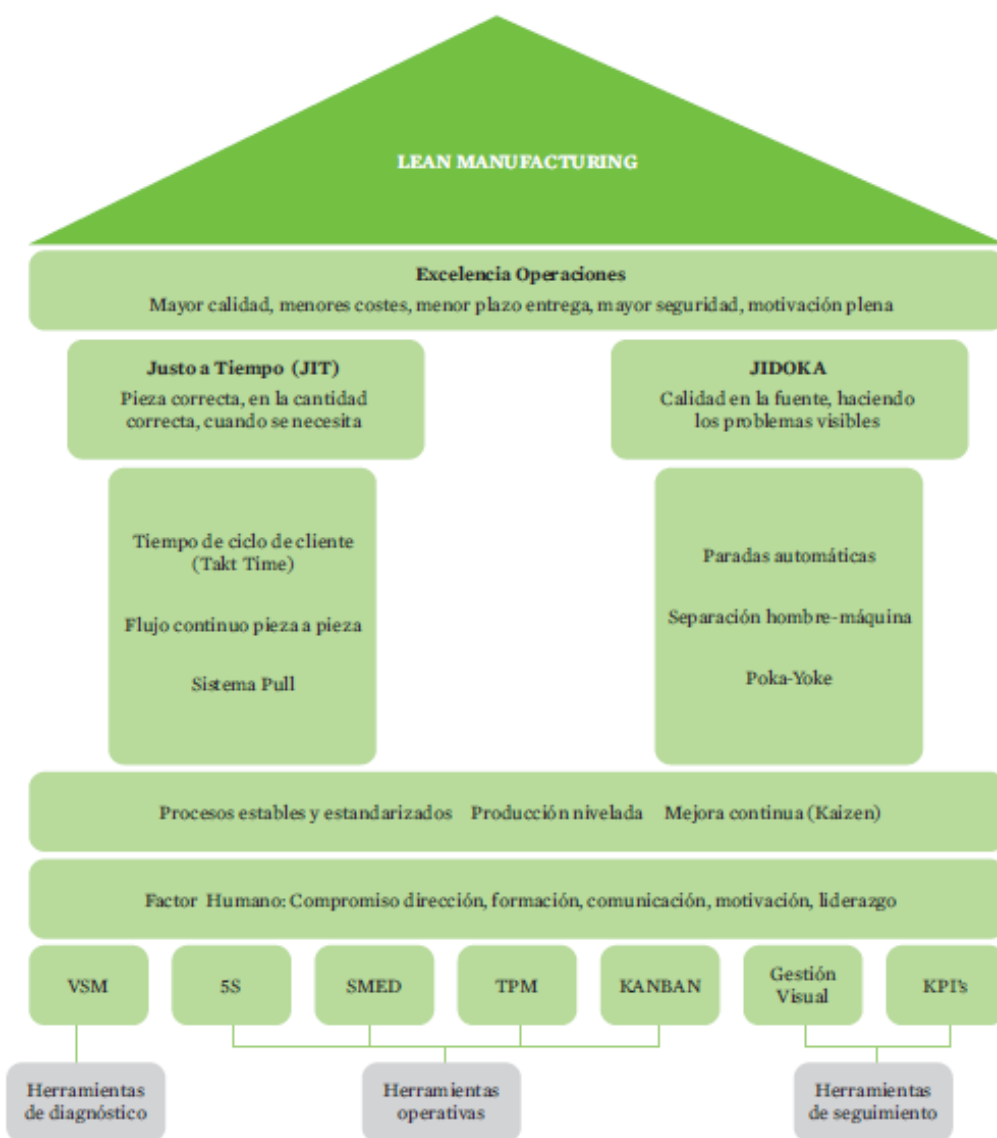 LEAN MANUFACTURING
Excelencia Operaciones
Mayor calidad, menores costes, menor plazo entrega, mayor seguridad, motivación plena
Justo a Tiempo (JIT)
Pieza correcta, en la cantidad
correcta, cuando se necesita
JIDOKA
Calidad en la fuente, haciendo
los problemas visibles
Tiempo de ciclo de cliente
(Takt Time)
Flujo continuo pieza a pieza
Sistema Pull
Paradas automáticas
Separación hombre-máquina
Poka-Yoke
Procesos estables y estandarizados Producción nivelada Mejora continua (Kaizen)
Factor Humano: Compromiso dirección, formación, comunicación, motivación, liderazgo
VSM
5S
SMED
TPM
KANBAN
Gestión
Visual
KPI's
Herramientas
de diagnóstico
Herramientas
operativas
Herramientas
de seguimiento